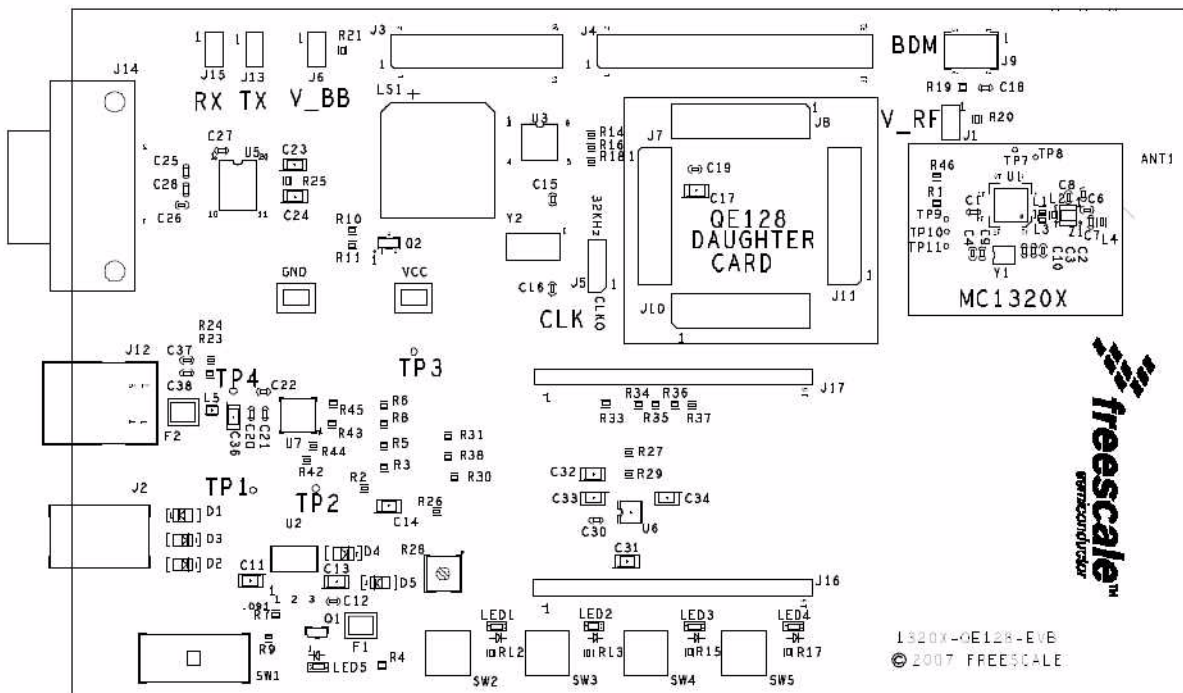 J3
J4
R21
BDM
J9
J14
J15
J13
J6
RX TX V_BB
LS1
R19 C18
V_RF
R20
J1
U3
R14
R16
R18
J7
J8
C27
U5
C23
R25
C24
C25
C28
C26
C19
C17
C15
R46
R1
TP7 TP8
ANT1
U1
C8
C6
C1
L1 L2
L3
Z1
C7 L4
TP9
TP10
TP11
C4
C9
Y1
C10
C3
C2
MC1320X
R10
R11
Q2
Y2
32KHz
QE128
DAUGHTER
CARD
J5
C16
CLK
CLKO
J10
J11
GND
VCC
R24
R23
J12
C37
C38
TP4
TP3
C22
L5
F2
C36
C20
C21
U7
R45
R43
R44
R42
R6
R8
R5
R3
R31
R38
R30
J17
R33
R34
R35
R36
R37
R27
R29
freescale™
semiconductor
J2
TP1
TP2
R2
C14
R26
C32
C33
C34
C30
U6
C31
D1
D3
D2
U2
D4
C11
C13
D5
R28
J16
1 2 3
.091
R7
C12
Q1
F1
R9
SW1
LED5
R4
LED1
LED2
LED3
LED4
RL2
RL3
R15
R17
SW2
SW3
SW4
SW5
1320X-QE128-EVB
© 2007 FREESCALE